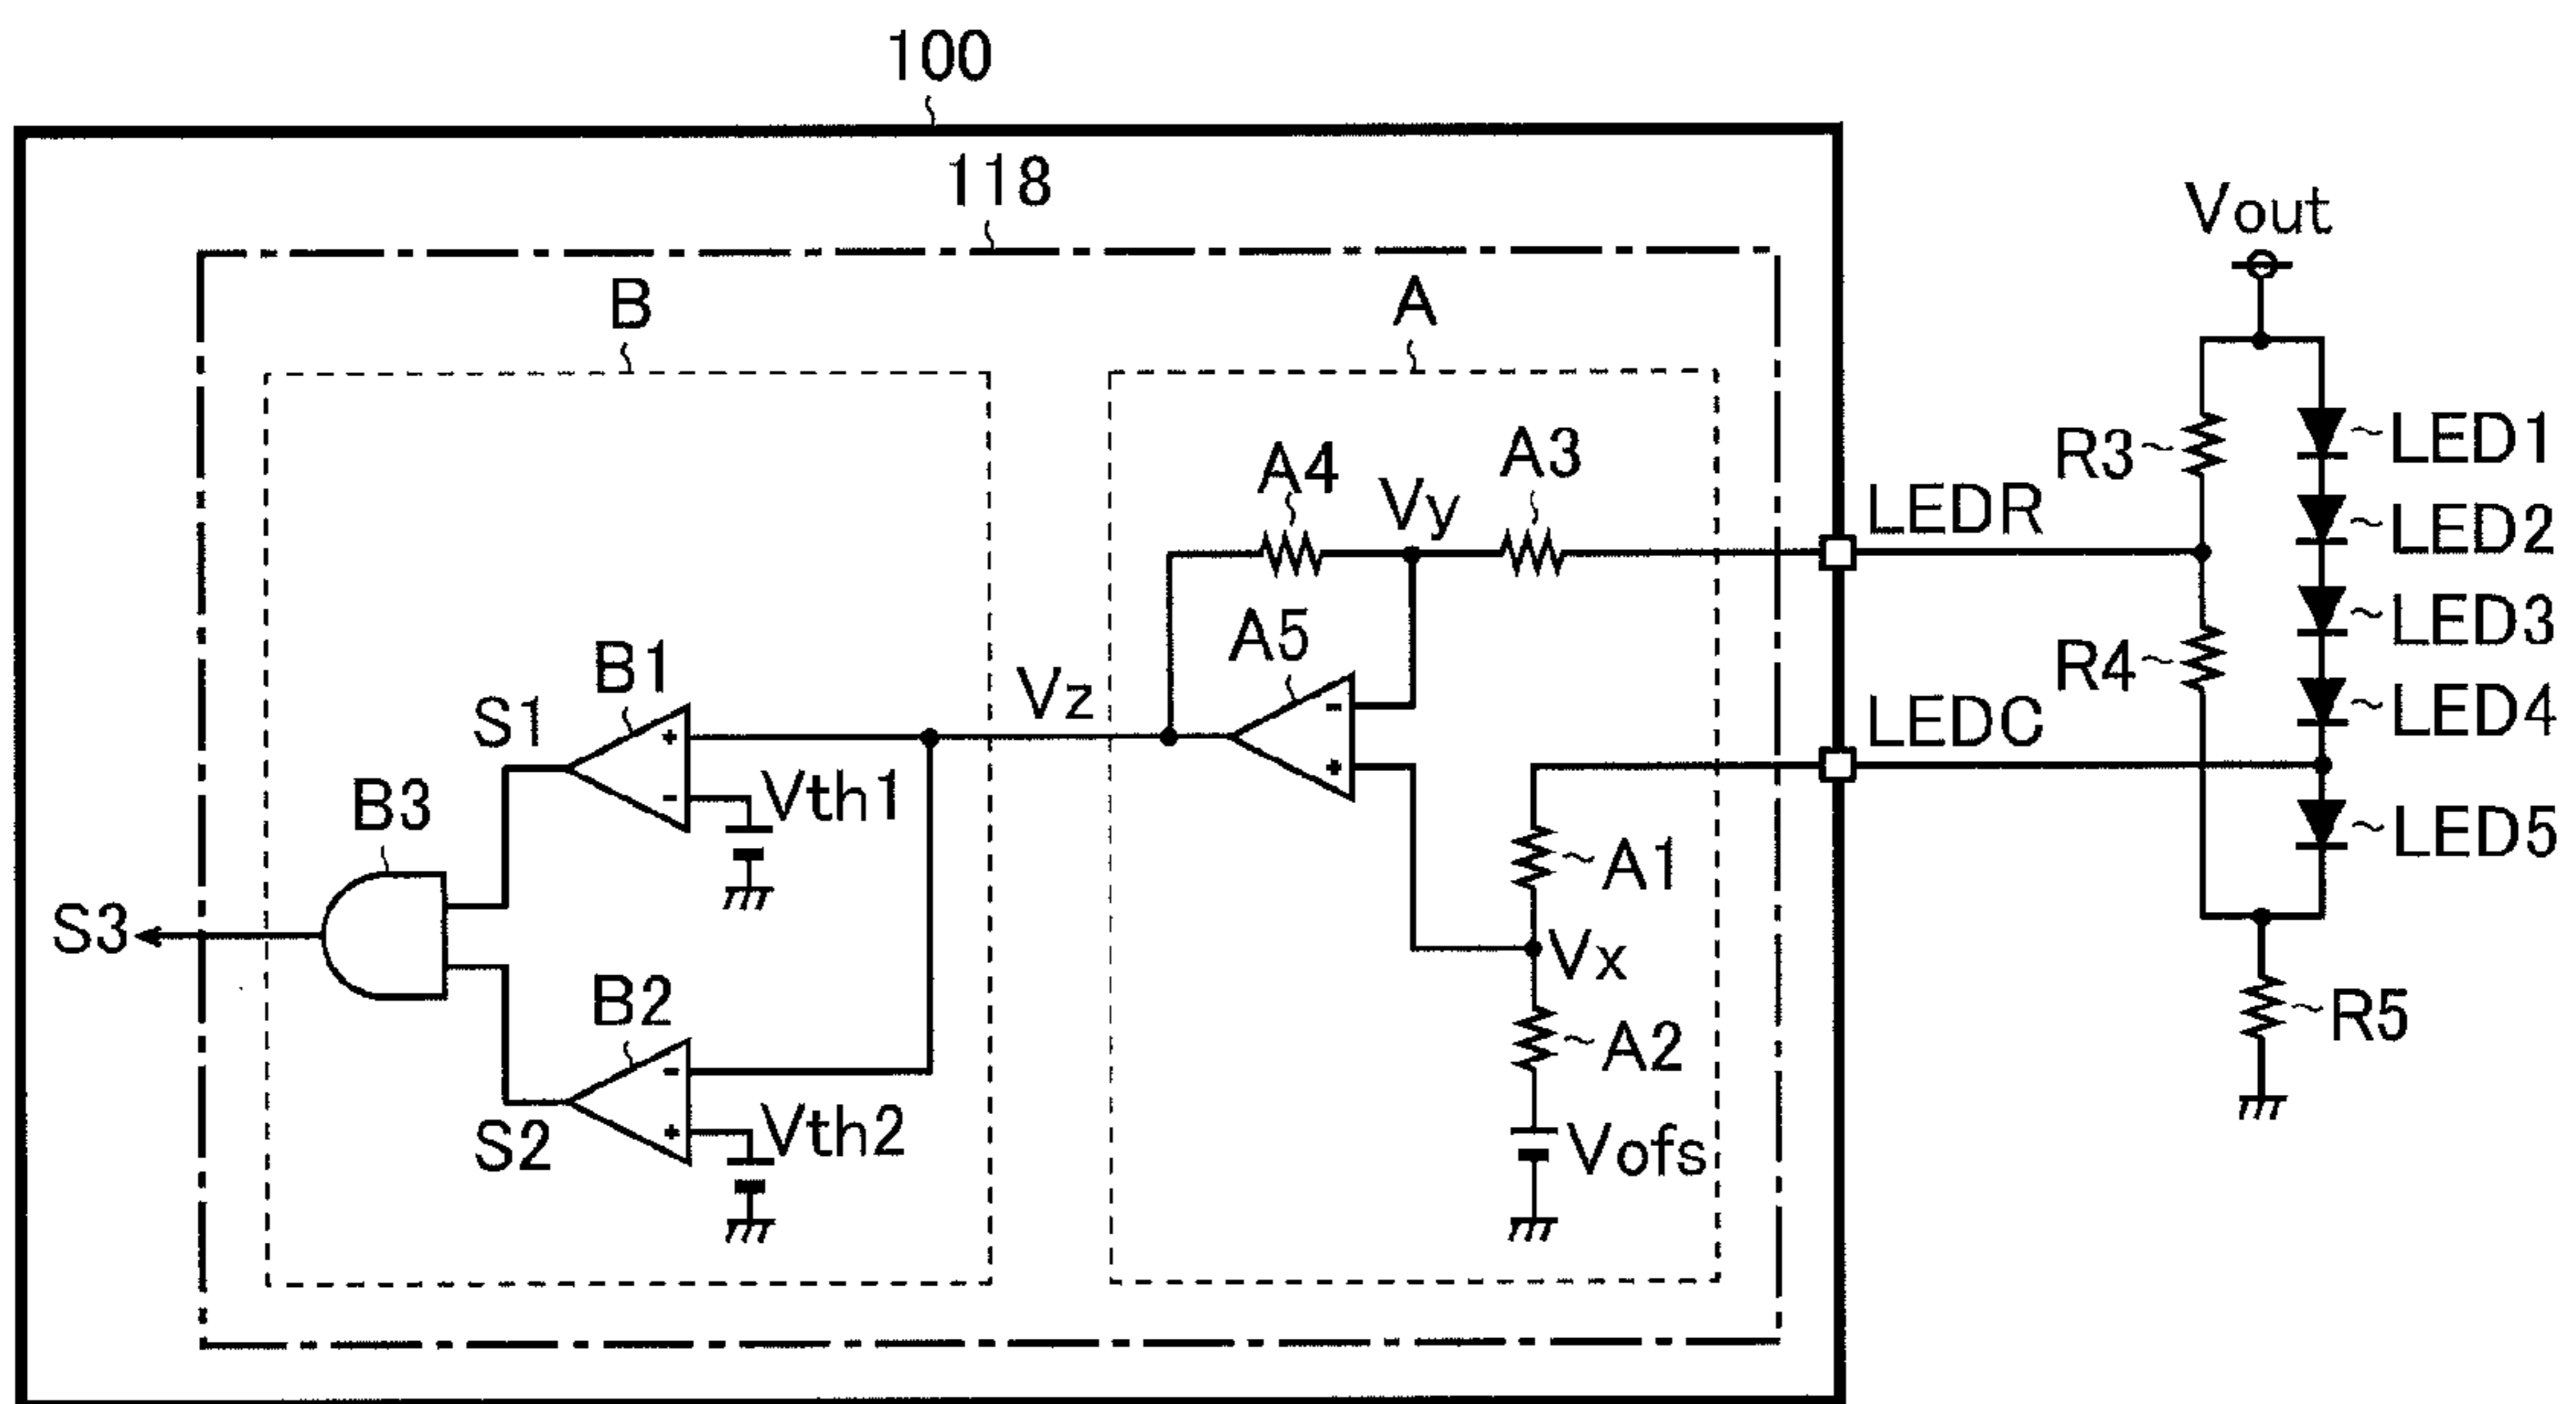 100
118
Vout
B
A
LED1
A4
A3
R3
Vy
LEDR
LED2
A5
LED3
B1
R4
S1
Vz
LEDC
LED4
Vth1
B3
A1
LED5
S3
Vx
B2
R5
A2
Vth2
S2
Vofs